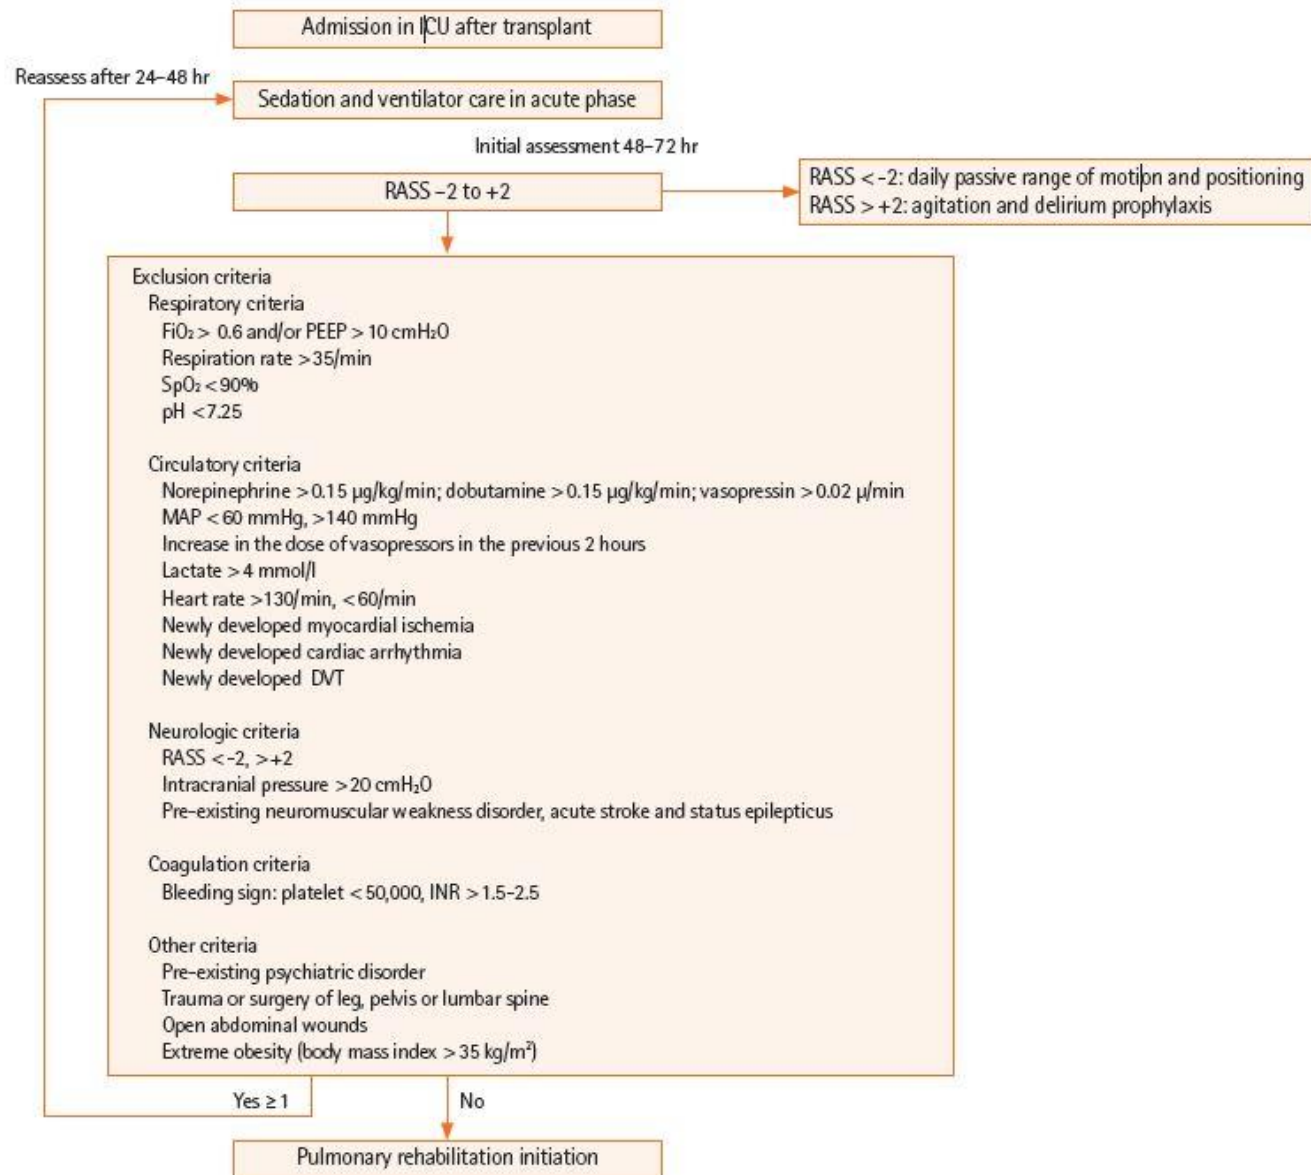 Admission in ICU after transplant
Reassess after 24–48 hr
Sedation and ventilator care in acute phase
Initial assessment 48–72 hr
RASS –2 to +2
RASS <-2: daily passive range of motion and positioning
RASS >+2: agitation and delirium prophylaxis
Exclusion criteria
Respiratory criteria
FiO₂ > 0.6 and/or PEEP > 10 cmH₂O
Respiration rate >35/min
SpO₂ <90%
pH <7.25
Circulatory criteria
Norepinephrine >0.15 µg/kg/min; dobutamine >0.15 µg/kg/min; vasopressin >0.02 µ/min
MAP <60 mmHg, >140 mmHg
Increase in the dose of vasopressors in the previous 2 hours
Lactate >4 mmol/l
Heart rate >130/min, <60/min
Newly developed myocardial ischemia
Newly developed cardiac arrhythmia
Newly developed DVT
Neurologic criteria
RASS <-2, >+2
Intracranial pressure >20 cmH₂O
Pre-existing neuromuscular weakness disorder, acute stroke and status epilepticus
Coagulation criteria
Bleeding sign: platelet <50,000, INR >1.5–2.5
Other criteria
Pre-existing psychiatric disorder
Trauma or surgery of leg, pelvis or lumbar spine
Open abdominal wounds
Extreme obesity (body mass index >35 kg/m²)
Yes ≥1
No
Pulmonary rehabilitation initiation